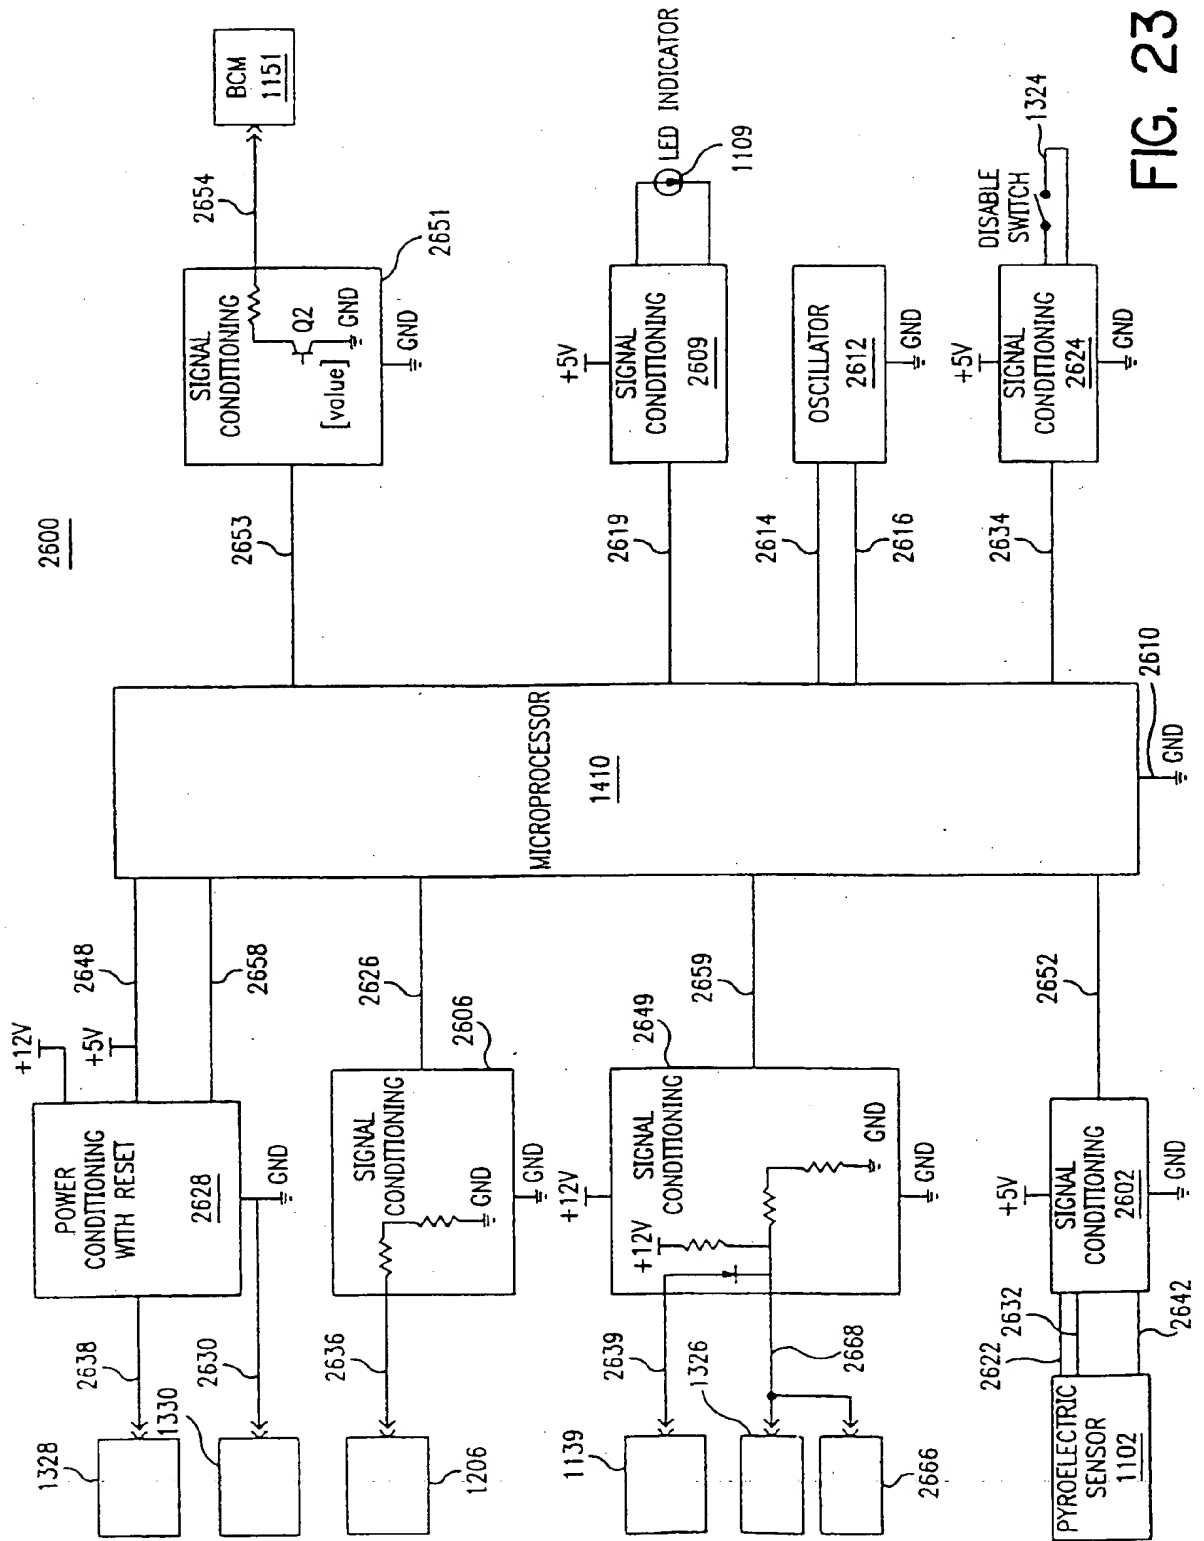 2600
1328
2638
POWER
CONDITIONING
WITH RESET
2628
+12V
+5V
2648
2658
GND
1330
2630
1206
2636
SIGNAL
CONDITIONING
GND
GND
2606
2626
1139
2639
1326
2668
2666
+12V
SIGNAL
CONDITIONING
+12V
GND
GND
2649
2659
PYROELECTRIC
SENSOR
1102
2622
2632
2642
+5V
SIGNAL
CONDITIONING
2602
GND
2652
MICROPROCESSOR
1410
2610
GND
2653
SIGNAL
CONDITIONING
Q2
[value]
GND
GND
2651
2654
BCM
1151
2619
+5V
SIGNAL
CONDITIONING
2609
LED INDICATOR
1109
2614
2616
OSCILLATOR
2612
GND
2634
+5V
SIGNAL
CONDITIONING
2624
GND
DISABLE
SWITCH
1324
FIG. 23